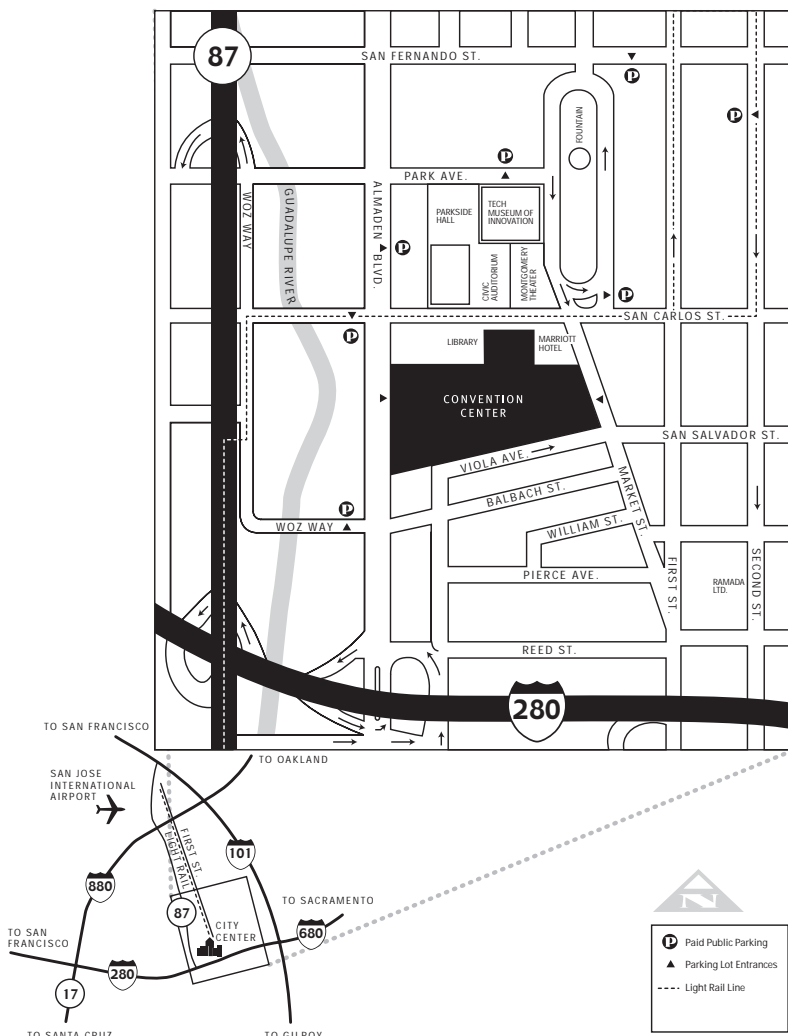 87
SAN FERNANDO ST.
P
P
FOUNTAIN
P
PARK AVE.
WOZ WAY
GUADALUPE RIVER
ALMADEN BLVD.
PARKSIDE
HALL
TECH
MUSEUM OF
INNOVATION
P
CIVIC
AUDITORIUM
MONTGOMERY
THEATER
P
SAN CARLOS ST.
P
LIBRARY
MARRIOTT
HOTEL
CONVENTION
CENTER
SAN SALVADOR ST.
VIOLA AVE.
BALBACH ST.
MARKET ST.
P
WOZ WAY
WILLIAM ST.
PIERCE AVE.
FIRST ST.
RAMADA
LTD.
SECOND ST.
REED ST.
280
TO SAN FRANCISCO
TO OAKLAND
SAN JOSE
INTERNATIONAL
AIRPORT
FIRST ST.
LIGHT RAIL
101
880
87
CITY
CENTER
TO SACRAMENTO
680
TO SAN
FRANCISCO
280
17
TO SANTA CRUZ
TO GILROY
N
P Paid Public Parking
Parking Lot Entrances
Light Rail Line